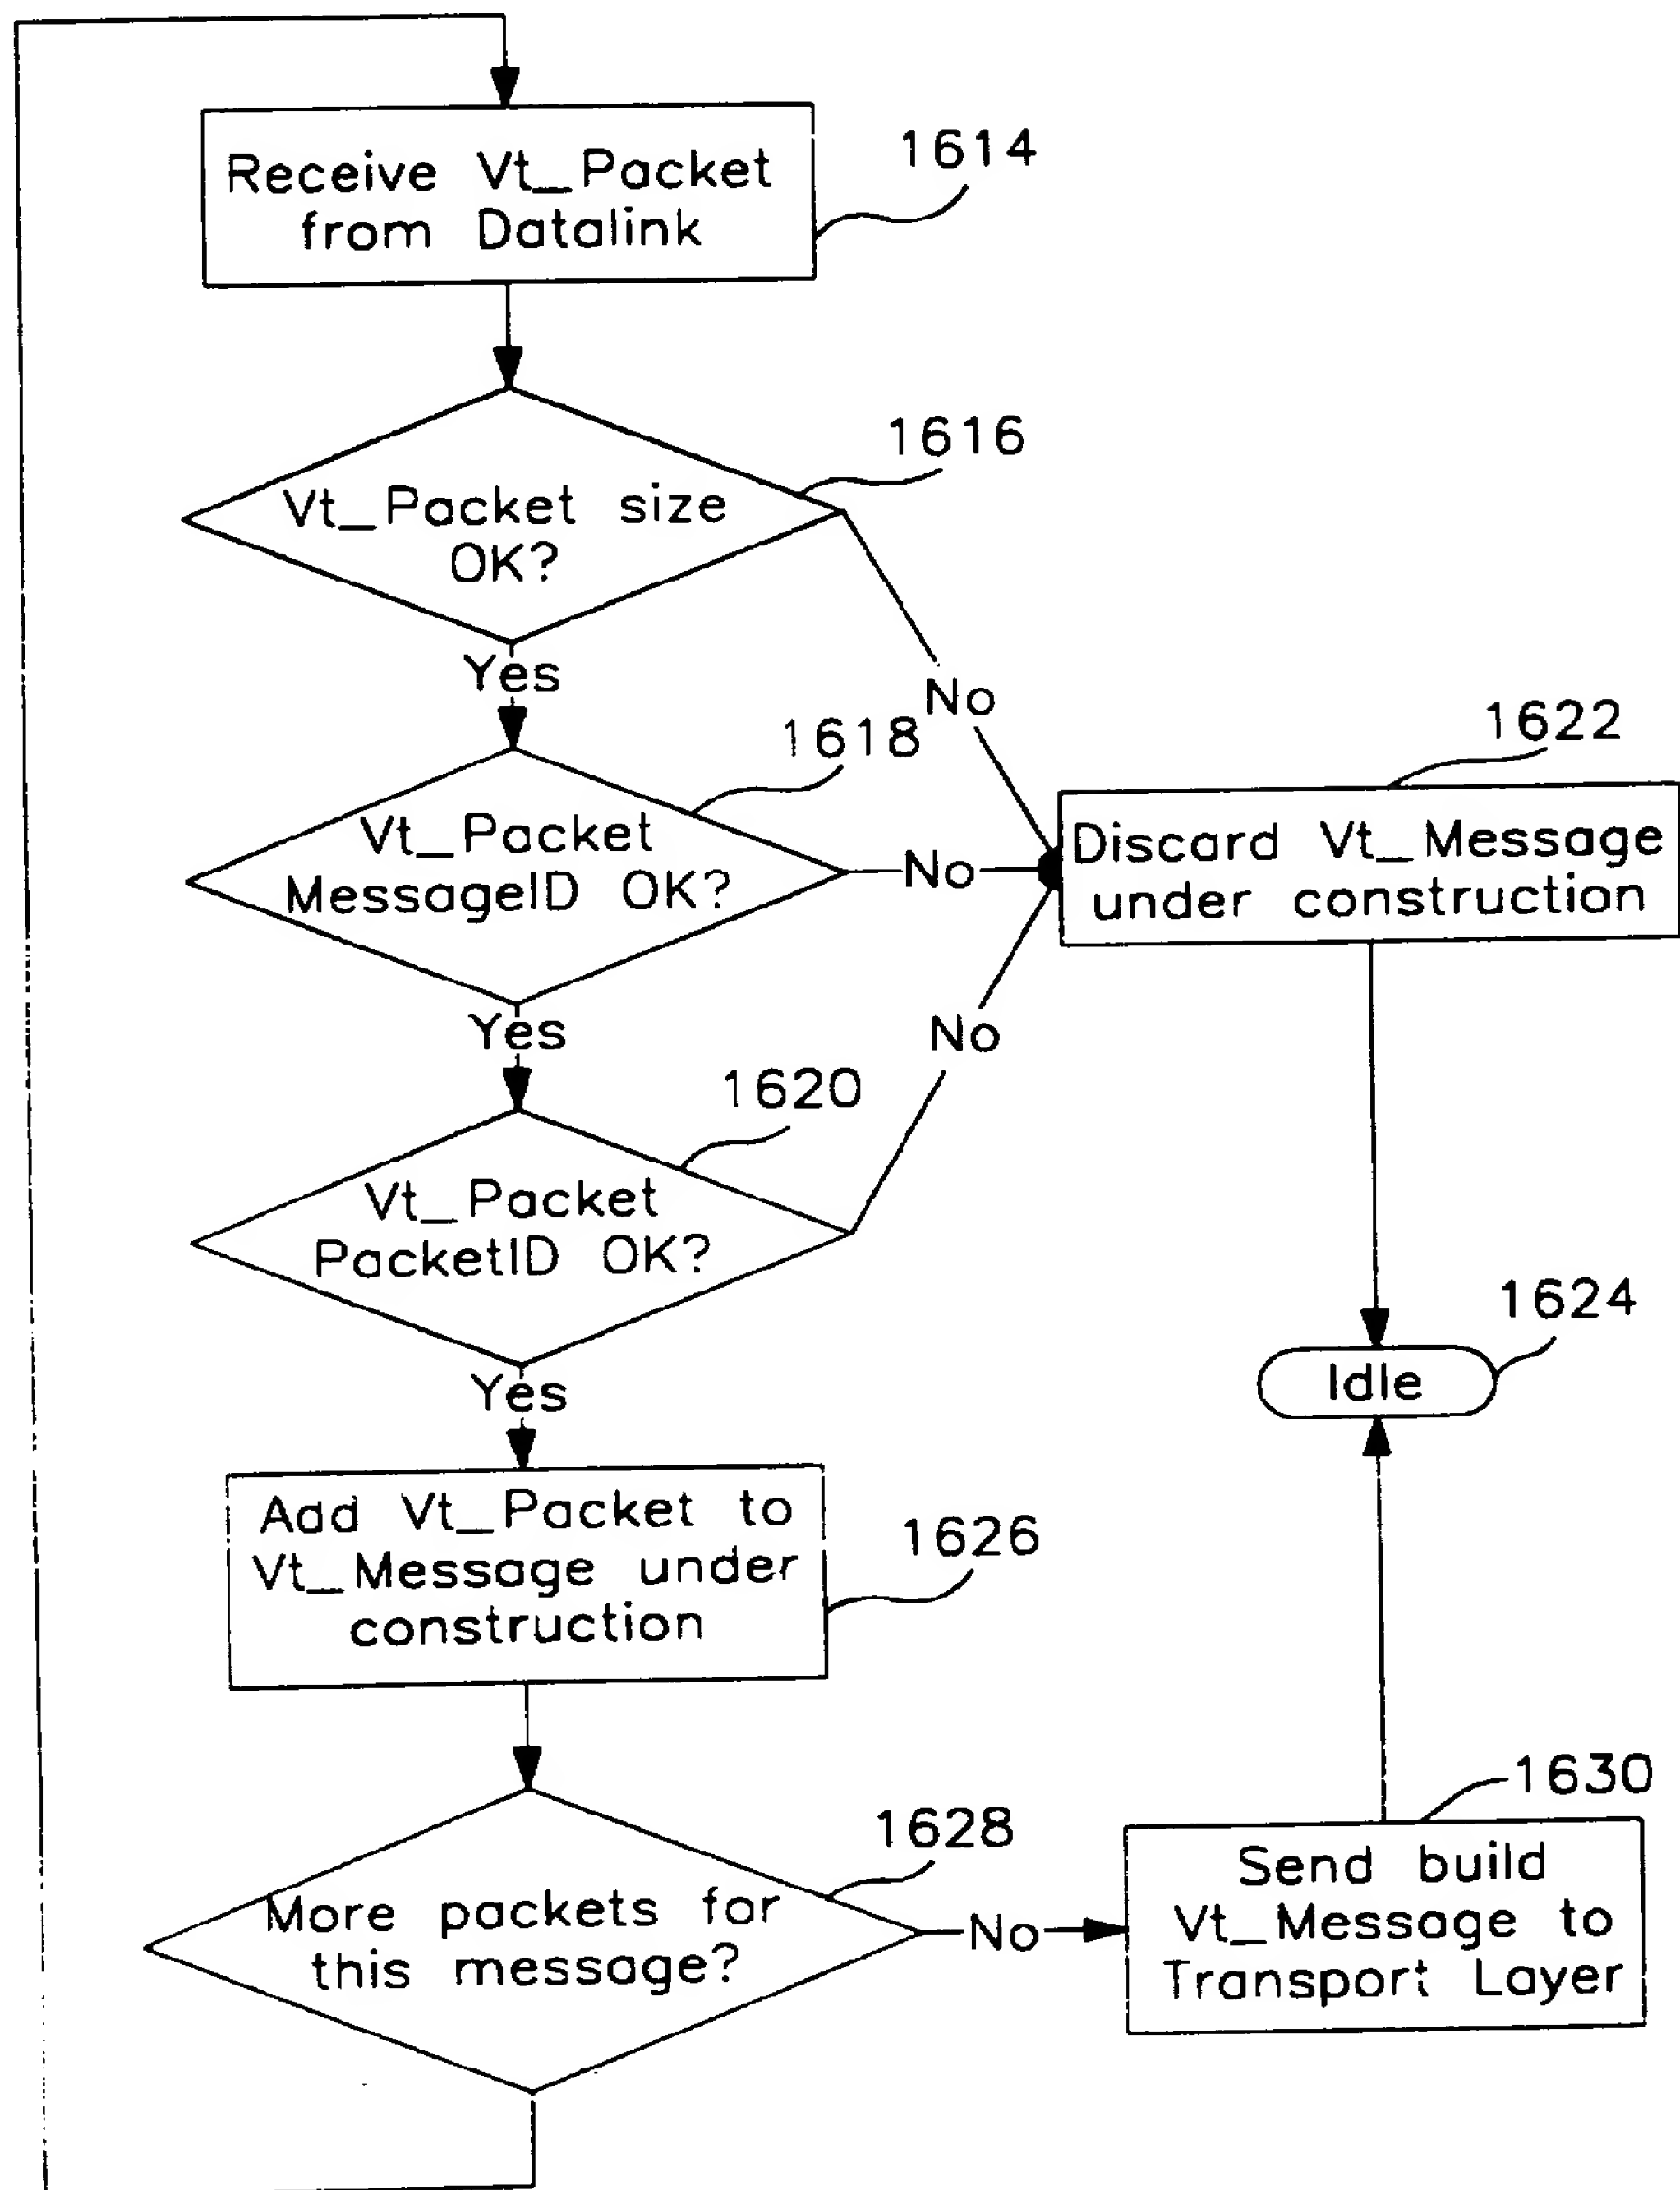 1614
Receive Vt_Packet
from Datalink
1616
Vt_Packet size
OK?
Yes
No
1618
1622
Vt_Packet
MessageID OK?
No
Discard Vt_Message
under construction
Yes
No
1620
Vt_Packet
PacketID OK?
1624
Idle
Yes
Add Vt_Packet to
Vt_Message under
construction
1626
1630
1628
Send build
Vt_Message to
Transport Layer
More packets for
this message?
No